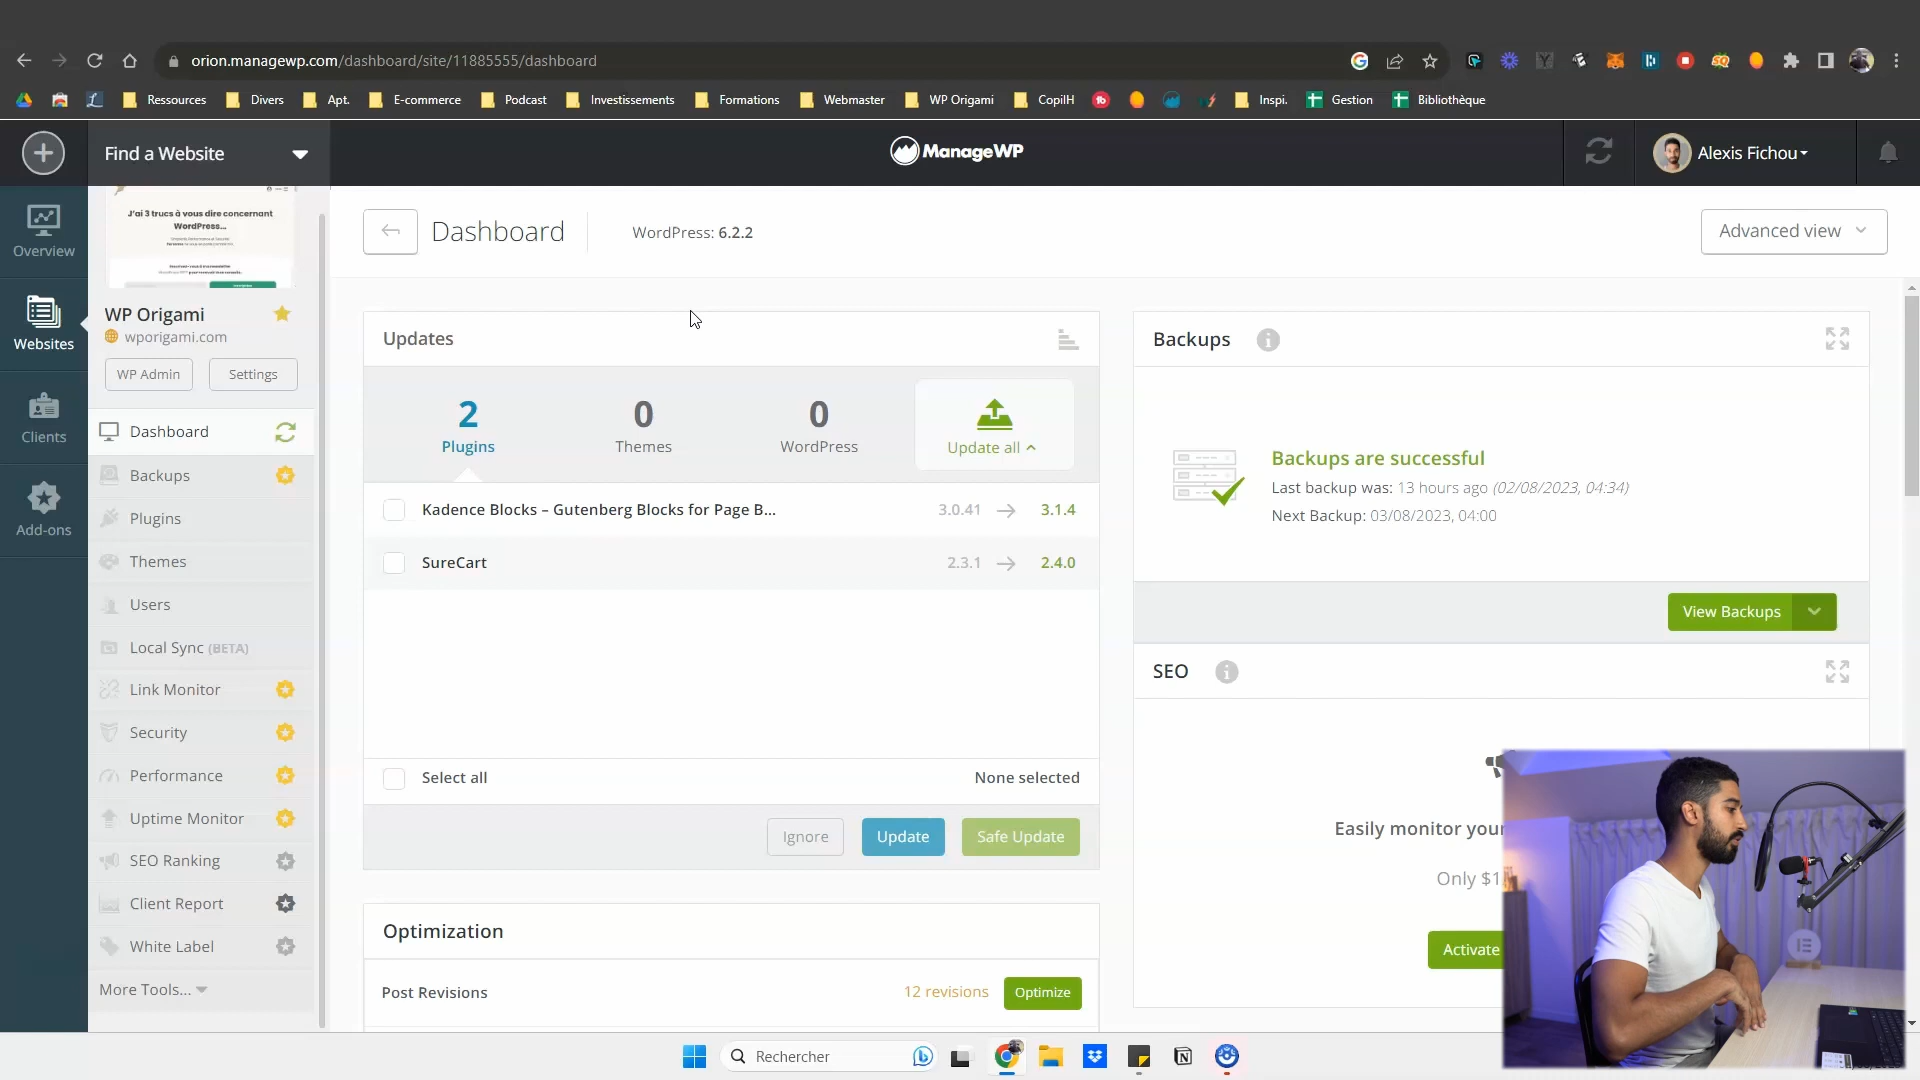 orion.managewp.com/dashboard/site/11885555/dashboard
Ressources
Divers
Apt.
E-commerce
Podcast
Investissements
Formations
Webmaster
WP Origami
CopilH
Inspi.
Gestion
Bibliothèque
Find a Website
ManageWP
Alexis Fichou
Overview
Websites
Clients
Add-ons
J'ai 3 trucs à vous dire concernant
WordPress...
WP Origami
wporigami.com
WP Admin
Settings
Dashboard
Backups
Plugins
Themes
Users
Local Sync (BETA)
Link Monitor
Security
Performance
Uptime Monitor
SEO Ranking
Client Report
White Label
More Tools...
Dashboard
WordPress: 6.2.2
Advanced view
Updates
2
Plugins
0
Themes
0
WordPress
Update all
Kadence Blocks – Gutenberg Blocks for Page B...
3.0.41
3.1.4
SureCart
2.3.1
2.4.0
Select all
None selected
Ignore
Update
Safe Update
Optimization
Post Revisions
12 revisions
Optimize
Backups
Backups are successful
Last backup was: 13 hours ago (02/08/2023, 04:34)
Next Backup: 03/08/2023, 04:00
View Backups
SEO
Easily monitor your
Only $1
Activate
Rechercher